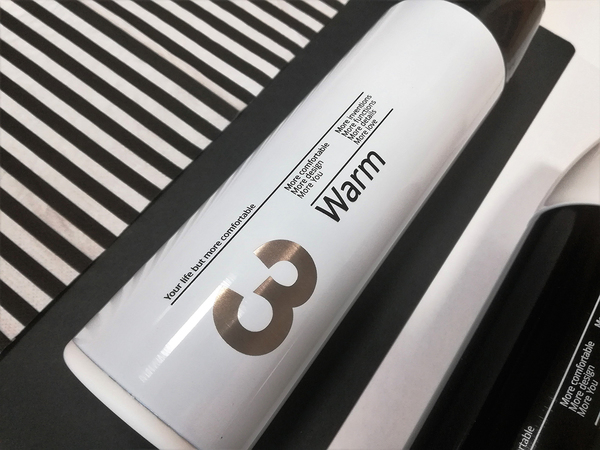 Your life but more comfortable
More comfortable
More design
More You
More inventions
More functions
More details
More love
3
Warm
More comfortable
More design
More You